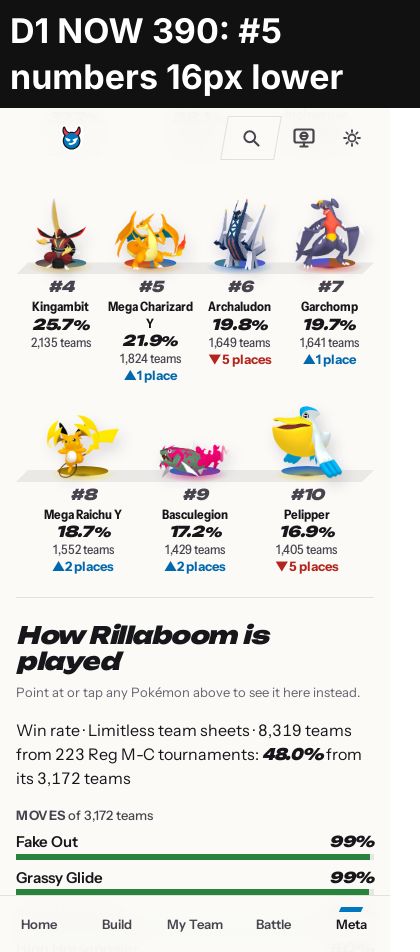 D1 NOW 390: #5
numbers 16px lower
#4 #5 #6 #7
Kingambit Mega Charizard Y Archaludon Garchomp
25.7% 21.9% 19.8% 19.7%
2,135 teams 1,824 teams 1,649 teams 1,641 teams
▲1 place ▼5 places ▲1 place
#8 #9 #10
Mega Raichu Y Basculegion Pelipper
18.7% 17.2% 16.9%
1,552 teams 1,429 teams 1,405 teams
▲2 places ▲2 places ▼5 places
How Rillaboom is
played
Point at or tap any Pokémon above to see it here instead.
Win rate · Limitless team sheets · 8,319 teams
from 223 Reg M-C tournaments: 48.0% from
its 3,172 teams
MOVES of 3,172 teams
Fake Out 99%
Grassy Glide 99%
Home Build My Team Battle Meta